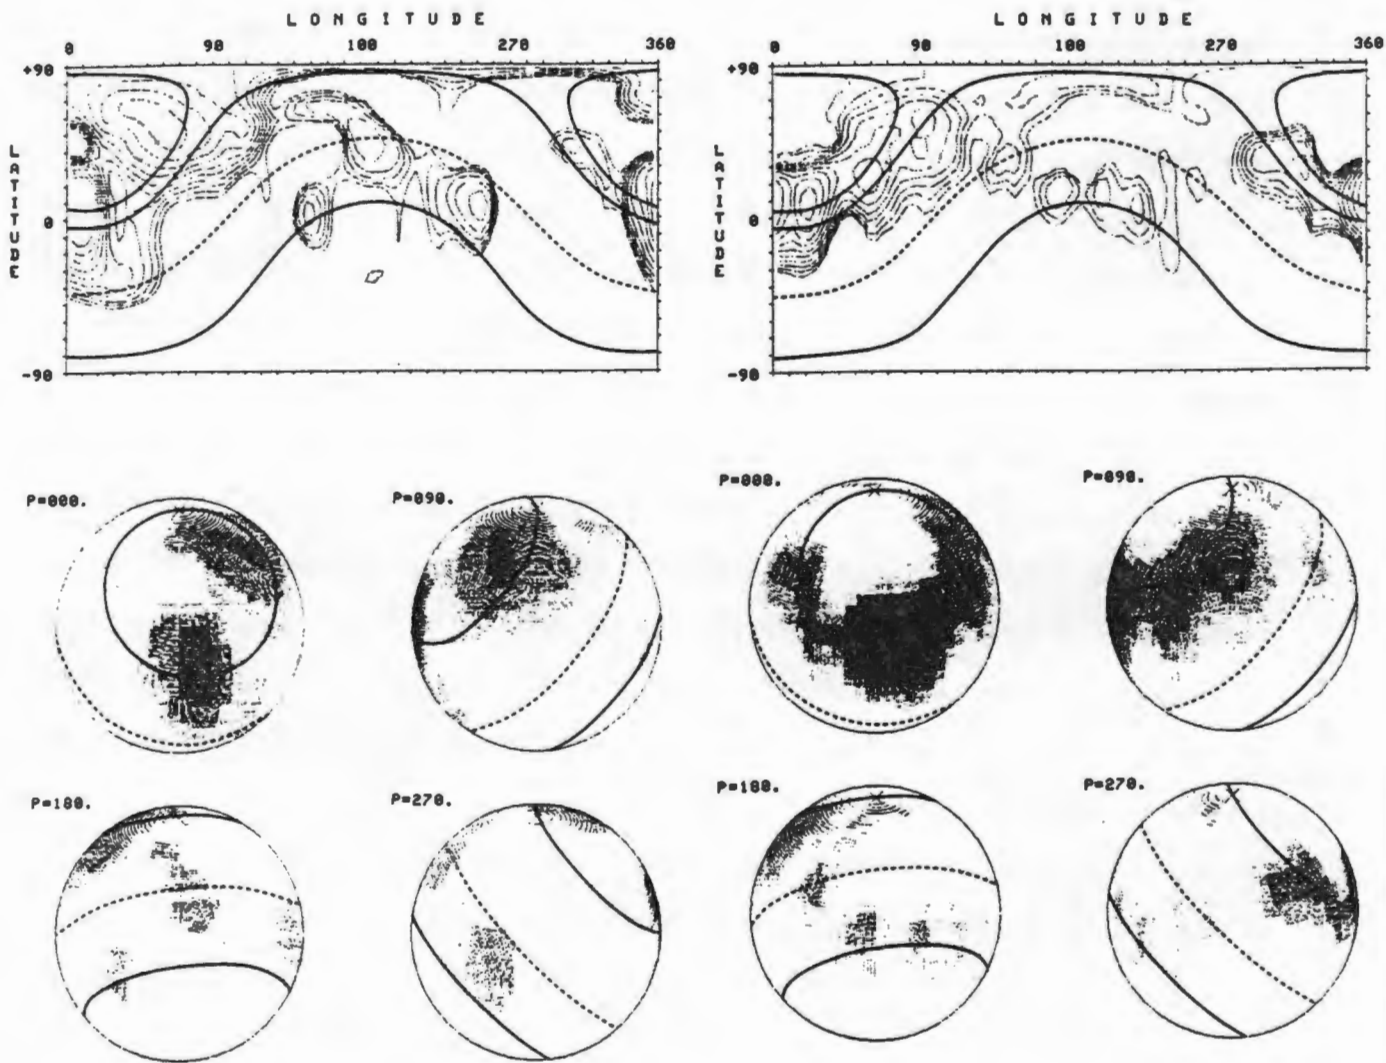 LONGITUDE LONGITUDE
0 90 180 270 360 0 90 180 270 360
+90 +90
LATITUDE LATITUDE
0 0
-90 -90
P=000. P=090. P=000. P=090.
P=180. P=270. P=180. P=270.